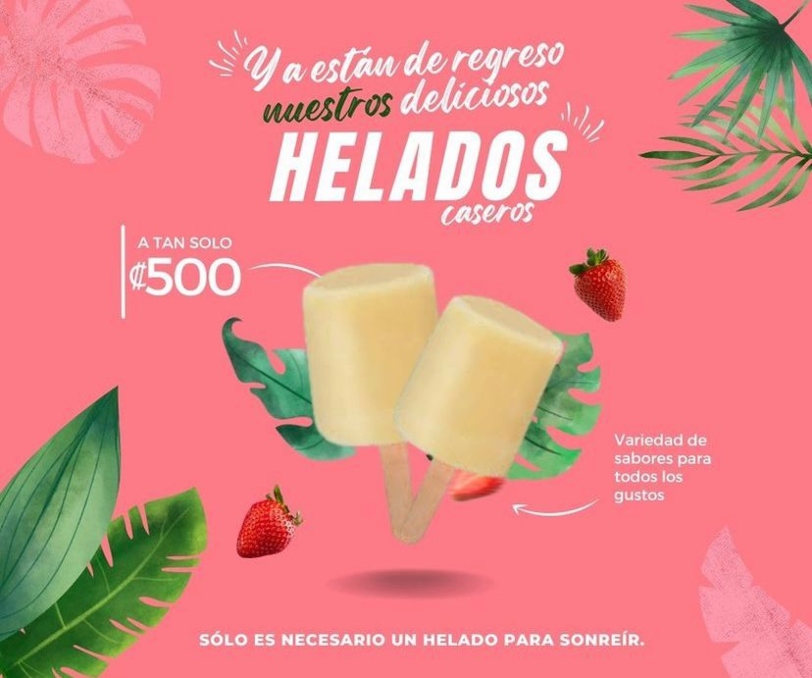 Ya están de regreso
nuestros deliciosos
HELADOS
caseros
A TAN SOLO
₡500
Variedad de
sabores para
todos los
gustos
SÓLO ES NECESARIO UN HELADO PARA SONREÍR.